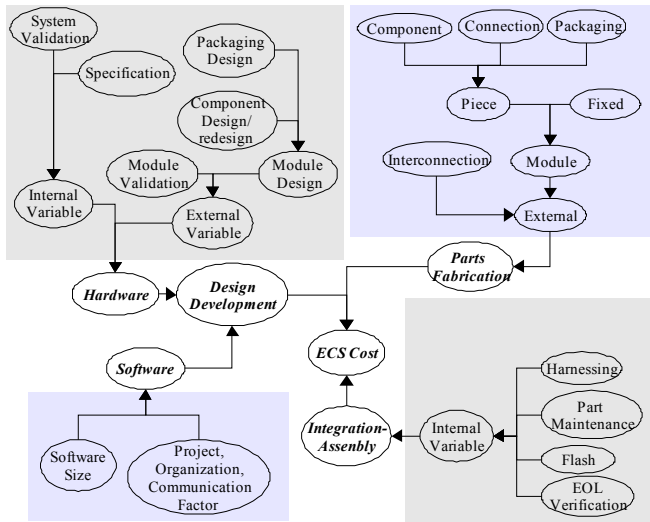 System
Validation
Specification
Packaging
Design
Component
Design/
redesign
Module
Validation
Module
Design
Internal
Variable
External
Variable
Component
Connection
Packaging
Piece
Fixed
Interconnection
Module
External
Parts
Fabrication
Hardware
Design
Development
ECS Cost
Software
Software
Size
Project,
Organization,
Communication
Factor
Integration-
Assembly
Internal
Variable
Harnessing
Part
Maintenance
Flash
EOL
Verification